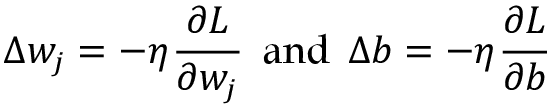 Δw_j = −η ∂L/∂w_j and Δb = −η ∂L/∂b